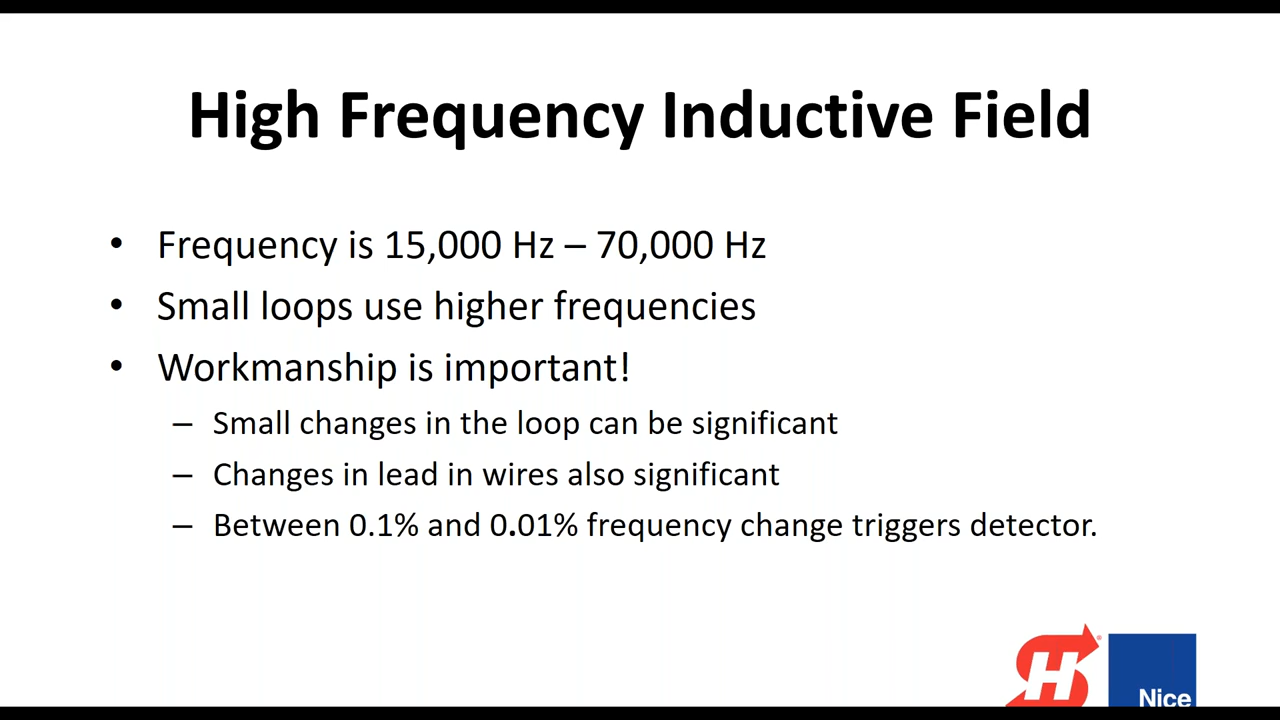 High Frequency Inductive Field
• Frequency is 15,000 Hz – 70,000 Hz
• Small loops use higher frequencies
• Workmanship is important!
– Small changes in the loop can be significant
– Changes in lead in wires also significant
– Between 0.1% and 0.01% frequency change triggers detector.
H®
Nice